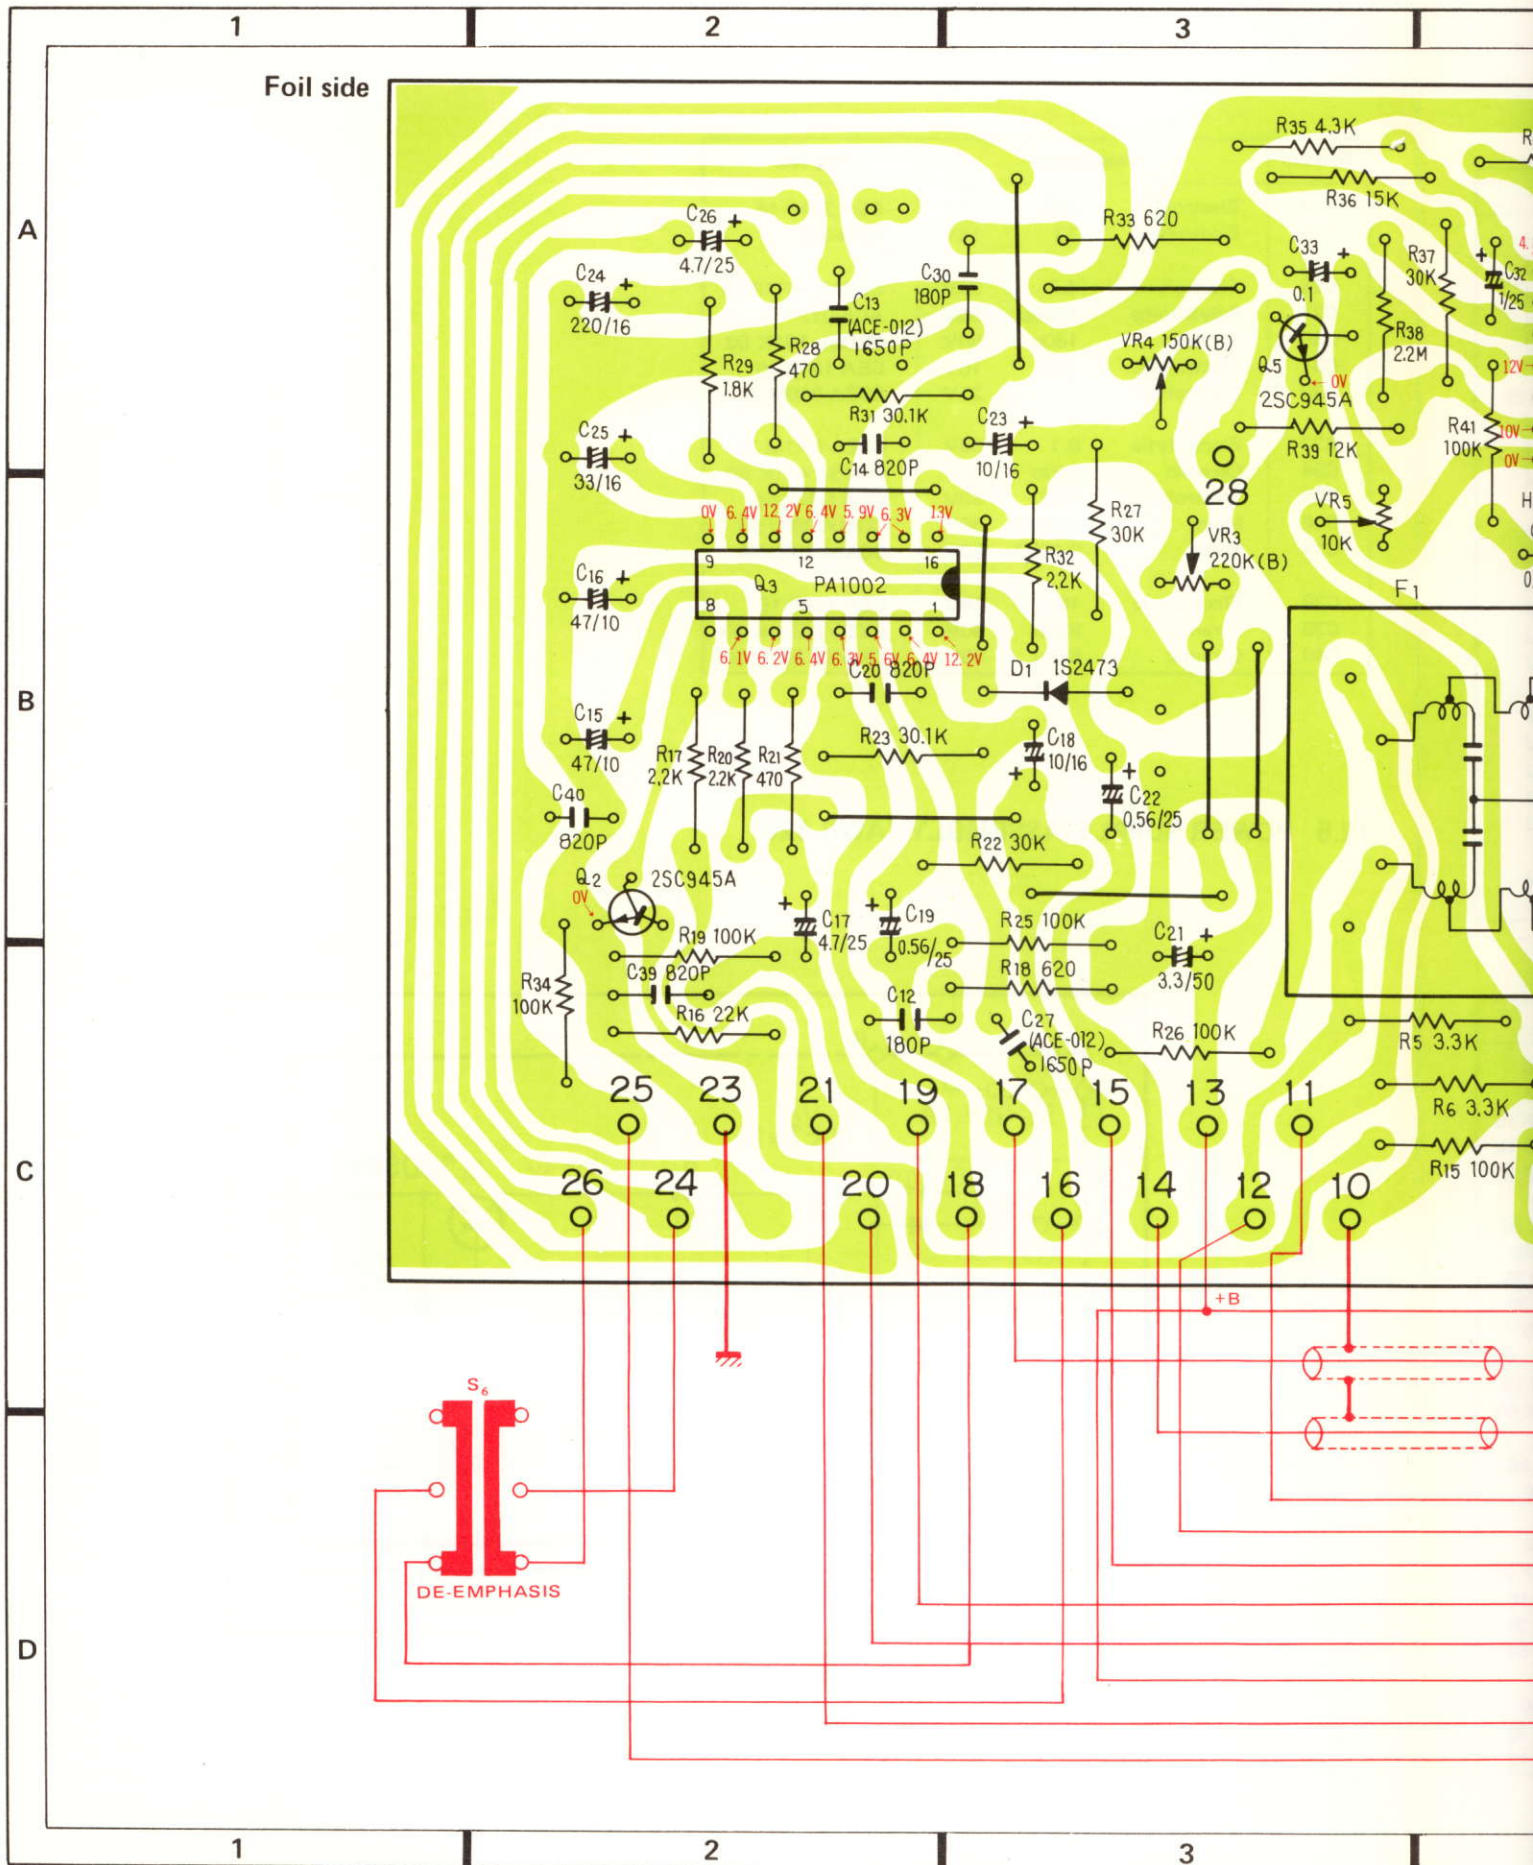 1 2 3
Foil side
A
B
C
D
R35 4.3K
R36 15K
C26 +
4.7/25
R33 620
C33 +
0.1
R37
30K
+
C32
1/25
C24 +
220/16
C30
180P
C13
(ACE-012)
1650P
R29
1.8K
R28
470
VR4 150K(B)
Q5
2SC945A
0V
R38
2.2M
12V
R31 30.1K
C23 +
10/16
C25 +
33/16
C14 820P
R39 12K
R41
100K
10V
0V
28
0V 6.4V 12.2V 6.4V 5.9V 6.3V 13V
R27
30K
VR5
10K
9 12 16
Q3 PA1002
8 5 1
R32
2.2K
VR3
220K(B)
C16 +
47/10
F1
6.1V 6.2V 6.4V 6.3V 5.6V 6.4V 12.2V
C20 820P
D1 1S2473
C15 +
47/10
R17
2.2K
R20
2.2K
R21
470
R23 30.1K
C18
10/16
+
+
C22
0.56/25
C40
820P
R22 30K
Q2 2SC945A
0V
+
C17
4.7/25
+
C19
0.56/25
R25 100K
C21 +
3.3/50
R19 100K
C39 820P
R18 620
R34
100K
R16 22K
C12
180P
C27
(ACE-012)
1650P
R26 100K
R5 3.3K
R6 3.3K
R15 100K
25 23 21 19 17 15 13 11
26 24 20 18 16 14 12 10
+B
S6
DE-EMPHASIS
1 2 3